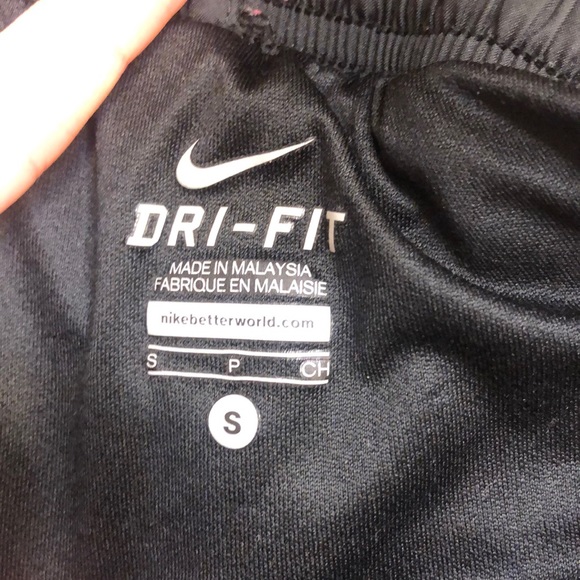 DRI-FIT
MADE IN MALAYSIA
FABRIQUE EN MALAISIE
nikebetterworld.com
S P CH
S